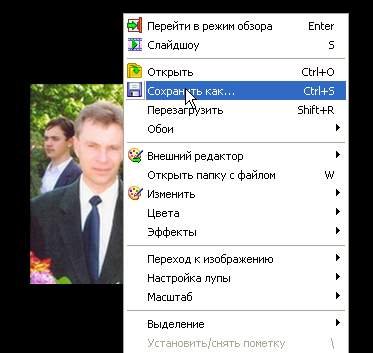 Перейти в режим обзора Enter
Слайдшоу S
Открыть Ctrl+O
Сохранить как... Ctrl+S
Перезагрузить Shift+R
Обои
Внешний редактор
Открыть папку с файлом W
Изменить
Цвета
Эффекты
Переход к изображению
Настройка лупы
Масштаб
Выделение
Установить/снять пометку \